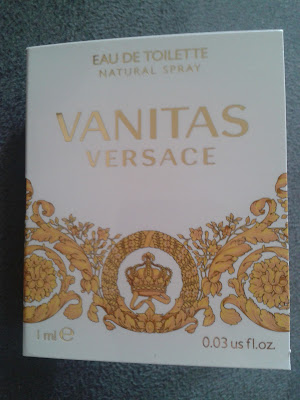 EAU DE TOILETTE
NATURAL SPRAY
VANITAS
VERSACE
1 ml ℮ 0.03 us fl.oz.